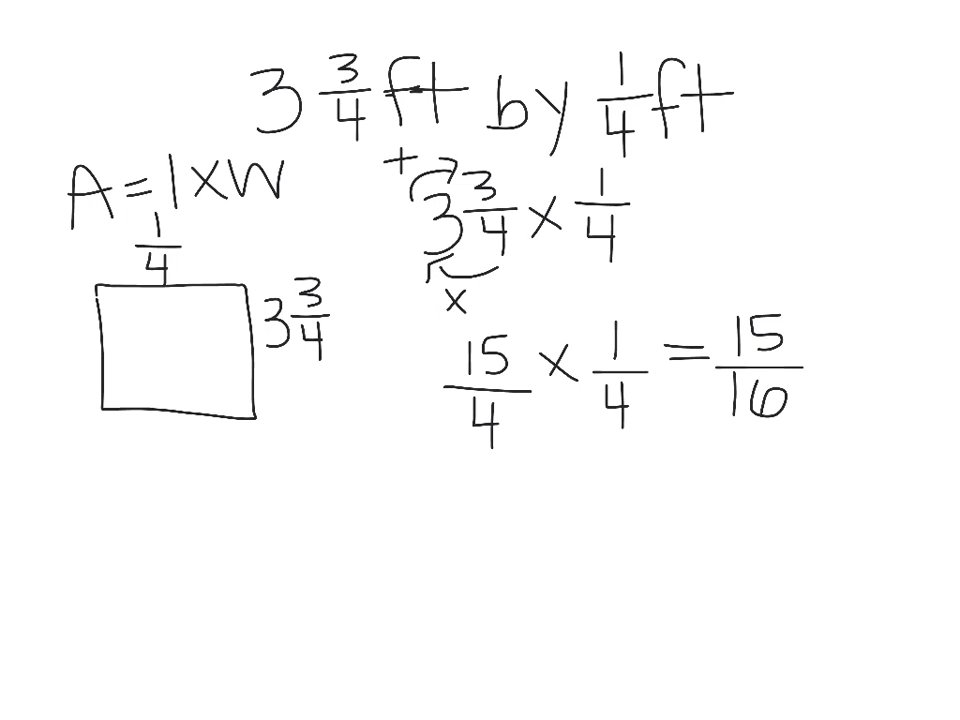 3 3/4 ft by 1/4 ft
A = l x W
+
3 3/4 x 1/4
x
1/4
3 3/4
15/4 x 1/4 = 15/16